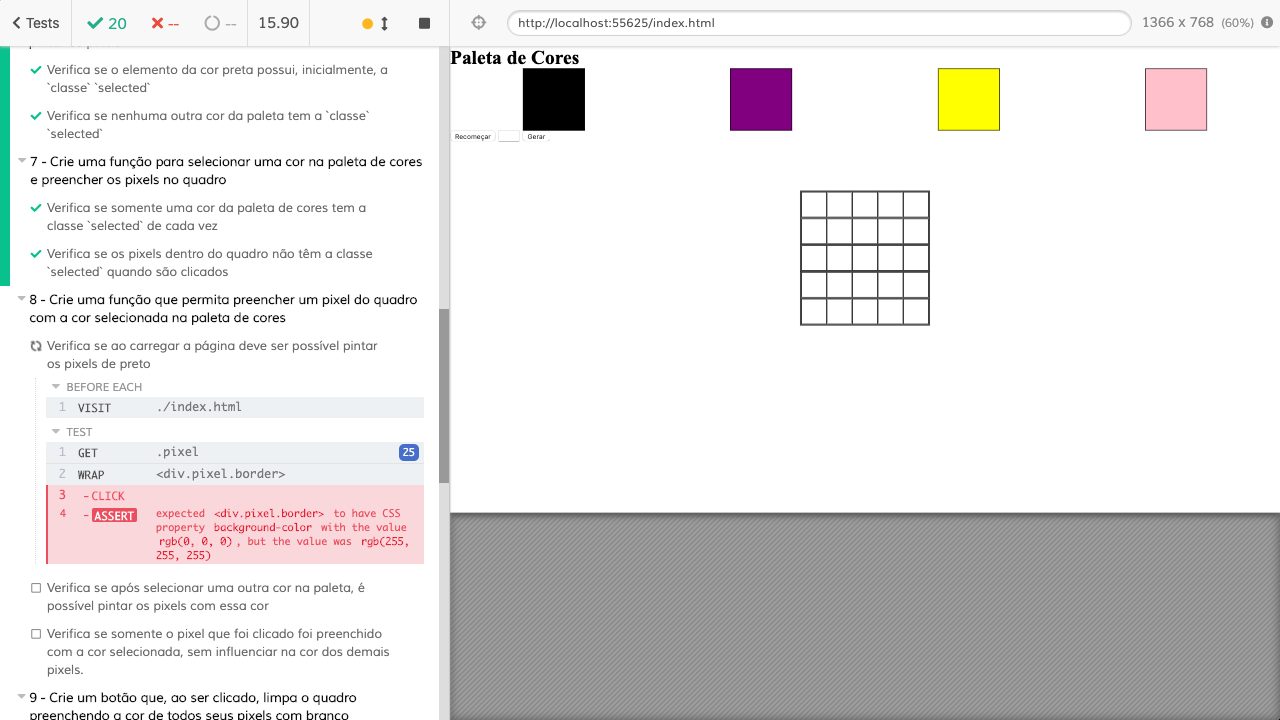 Tests
20
--
--
15.90
http://localhost:55625/index.html
1366 x 768 (60%)
Verifica se o elemento da cor preta possui, inicialmente, a
`classe` `selected`
Verifica se nenhuma outra cor da paleta tem a `classe`
`selected`
7 - Crie uma função para selecionar uma cor na paleta de cores
e preencher os pixels no quadro
Verifica se somente uma cor da paleta de cores tem a
classe `selected` de cada vez
Verifica se os pixels dentro do quadro não têm a classe
`selected` quando são clicados
8 - Crie uma função que permita preencher um pixel do quadro
com a cor selecionada na paleta de cores
Verifica se ao carregar a página deve ser possível pintar
os pixels de preto
BEFORE EACH
1 VISIT ./index.html
TEST
1 GET .pixel 25
2 WRAP <div.pixel.border>
3 -CLICK
4 -ASSERT expected <div.pixel.border> to have CSS
property background-color with the value
rgb(0, 0, 0), but the value was rgb(255,
255, 255)
Verifica se após selecionar uma outra cor na paleta, é
possível pintar os pixels com essa cor
Verifica se somente o pixel que foi clicado foi preenchido
com a cor selecionada, sem influenciar na cor dos demais
pixels.
9 - Crie um botão que, ao ser clicado, limpa o quadro
preenchendo a cor de todos seus pixels com branco
Paleta de Cores
Recomeçar
Gerar